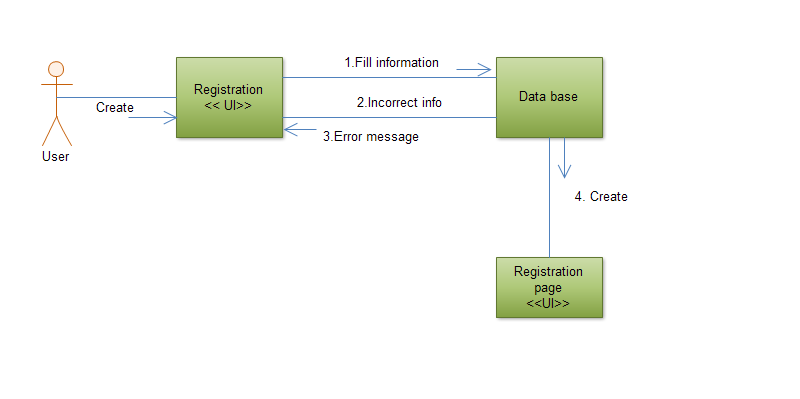 1.Fill information
Registration
<< UI>>
Data base
Create
2.Incorrect info
3.Error message
User
4. Create
Registration
page
<<UI>>